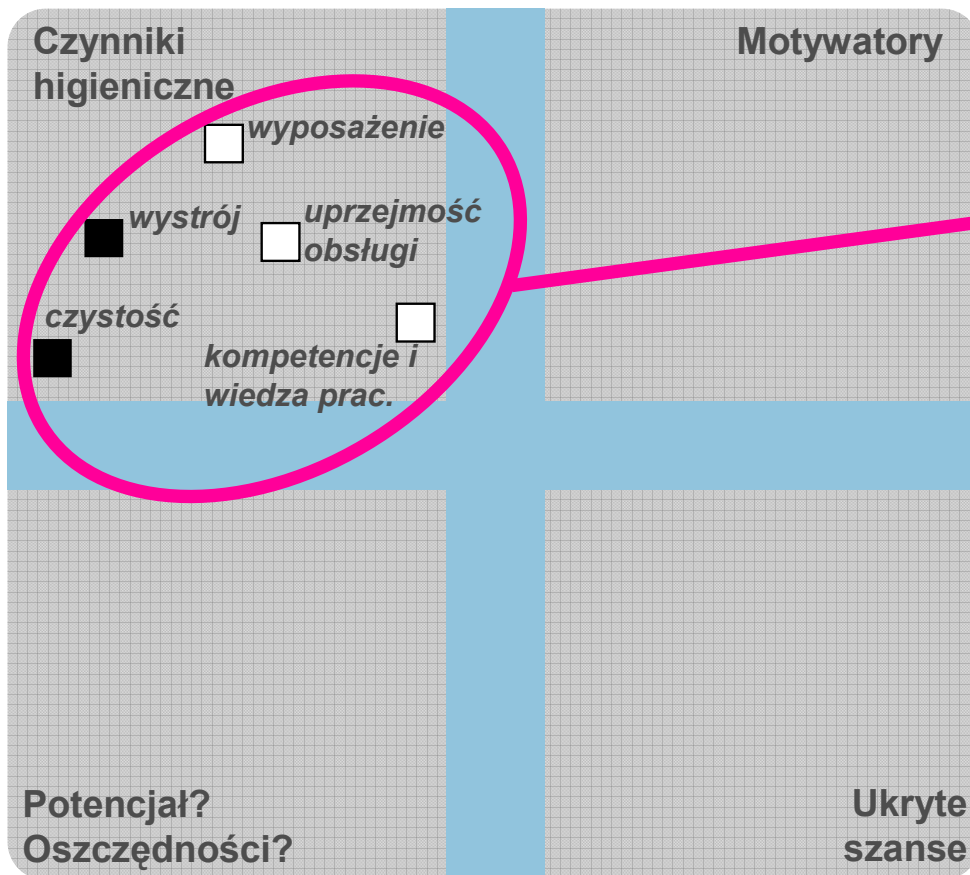 Czynniki
higieniczne
Motywatory
wyposażenie
wystrój
uprzejmość
obsługi
czystość
kompetencje i
wiedza prac.
Potencjał?
Oszczędności?
Ukryte
szanse